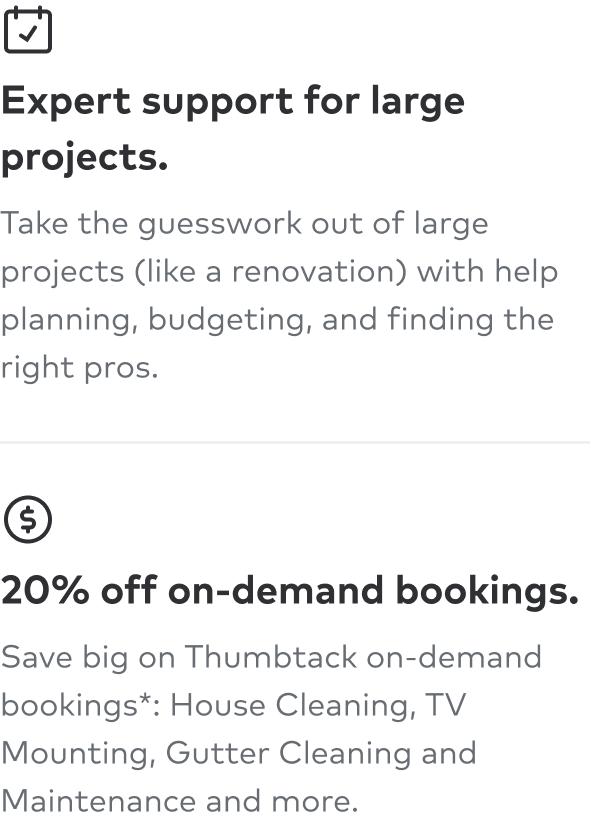 Expert support for large
projects.
Take the guesswork out of large
projects (like a renovation) with help
planning, budgeting, and finding the
right pros.
$
20% off on-demand bookings.
Save big on Thumbtack on-demand
bookings*: House Cleaning, TV
Mounting, Gutter Cleaning and
Maintenance and more.